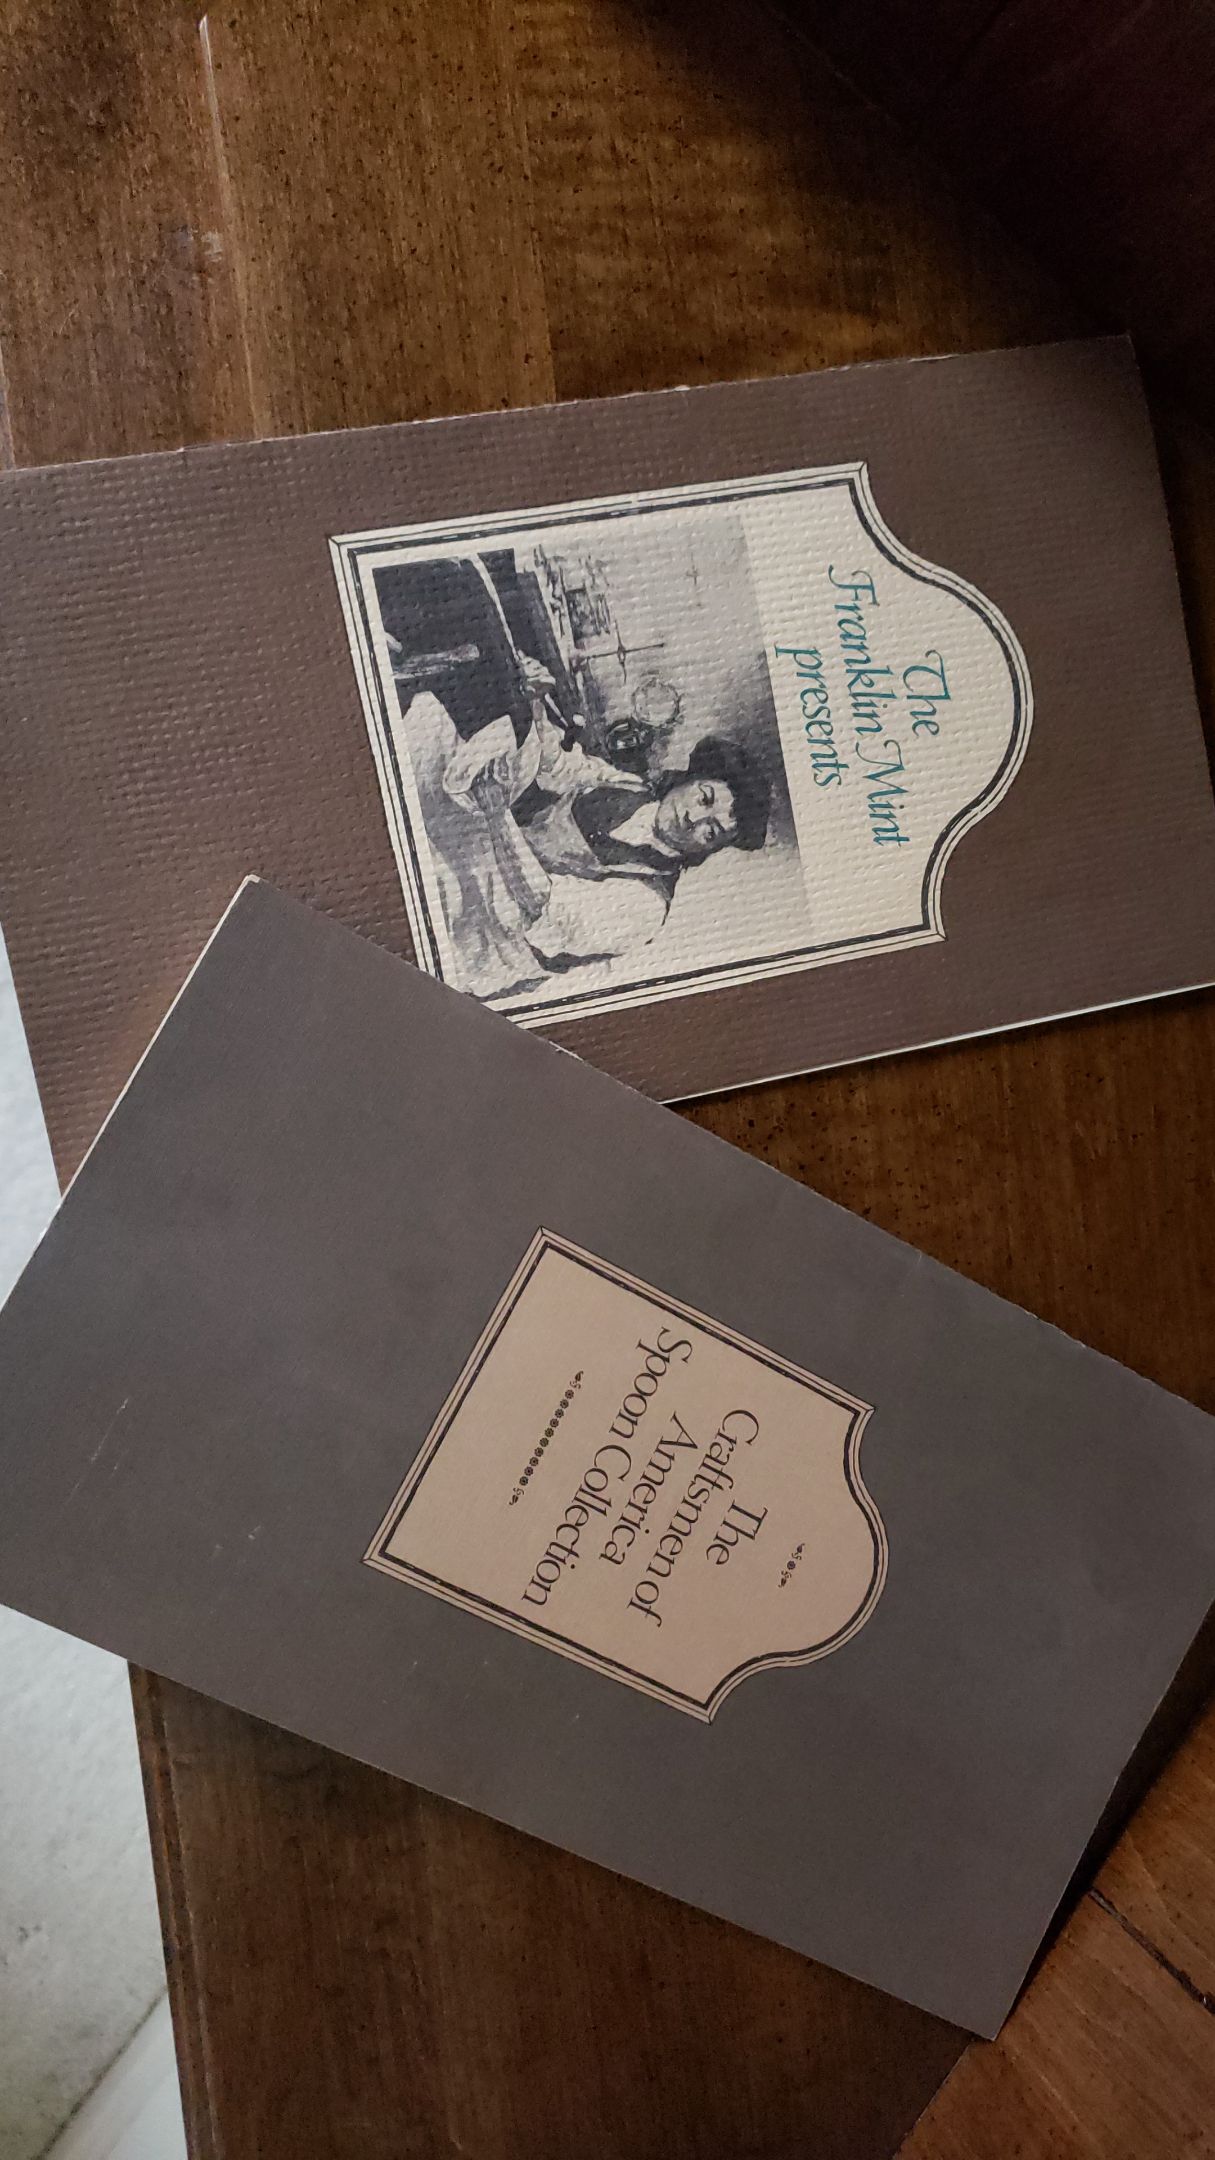 The
Franklin Mint
presents
The
Craftsmen of
America
Spoon Collection